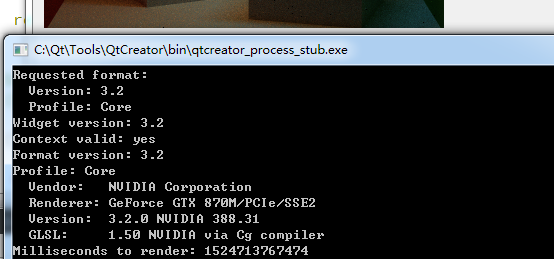 re
C:\Qt\Tools\QtCreator\bin\qtcreator_process_stub.exe
Requested format:
  Version: 3.2
  Profile: Core
Widget version: 3.2
Context valid: yes
Format version: 3.2
Profile: Core
  Vendor:   NVIDIA Corporation
  Renderer: GeForce GTX 870M/PCIe/SSE2
  Version:  3.2.0 NVIDIA 388.31
  GLSL:     1.50 NVIDIA via Cg compiler
Milliseconds to render: 1524713767474